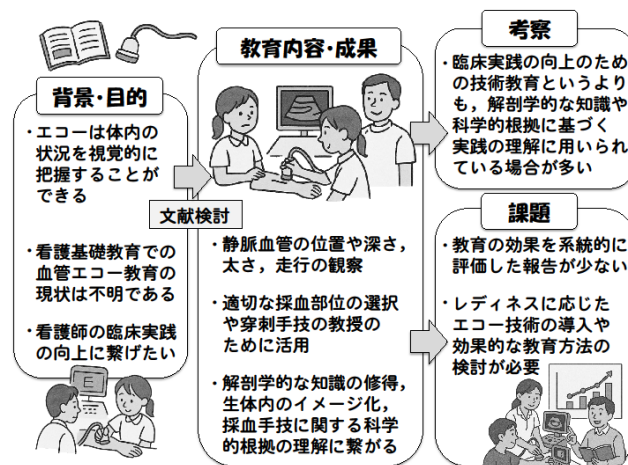 背景・目的
・エコーは体内の
状況を視覚的に
把握することが
できる
・看護基礎教育での
血管エコー教育の
現状は不明である
・看護師の臨床実践
の向上に繋げたい
文献検討
教育内容・成果
・静脈血管の位置や深さ，
太さ，走行の観察
・適切な採血部位の選択
や穿刺手技の教授の
ために活用
・解剖学的な知識の修得，
生体内のイメージ化，
採血手技に関する科学
的根拠の理解に繋がる
考察
・臨床実践の向上のため
の技術教育というより
も，解剖学的な知識や
科学的根拠に基づく
実践の理解に用いられ
ている場合が多い
課題
・教育の効果を系統的に
評価した報告が少ない
・レディネスに応じた
エコー技術の導入や
効果的な教育方法の
検討が必要